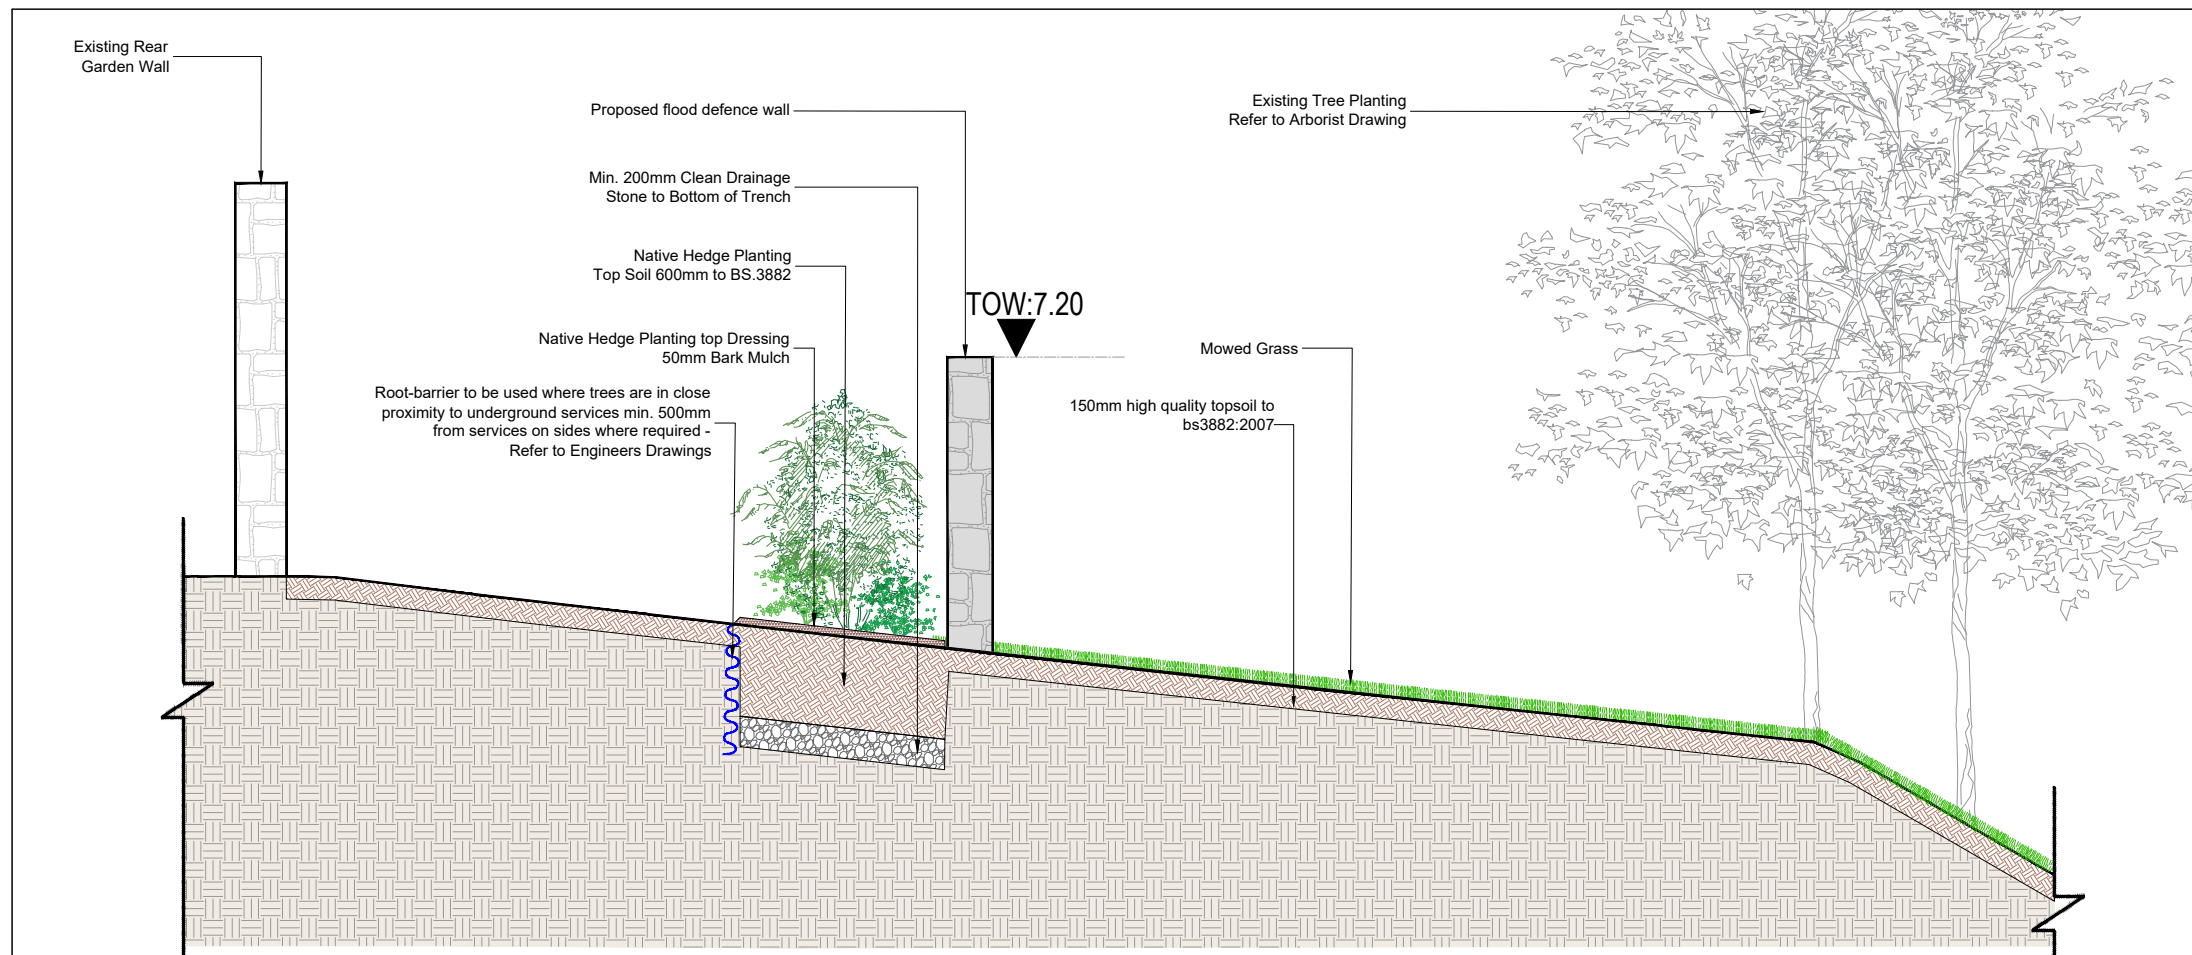 Existing Rear
Garden Wall
Proposed flood defence wall
Existing Tree Planting
Refer to Arborist Drawing
Min. 200mm Clean Drainage
Stone to Bottom of Trench
Native Hedge Planting
Top Soil 600mm to BS.3882
TOW:7.20
Native Hedge Planting top Dressing
50mm Bark Mulch
Mowed Grass
Root-barrier to be used where trees are in close
proximity to underground services min. 500mm
from services on sides where required -
Refer to Engineers Drawings
150mm high quality topsoil to
bs3882:2007